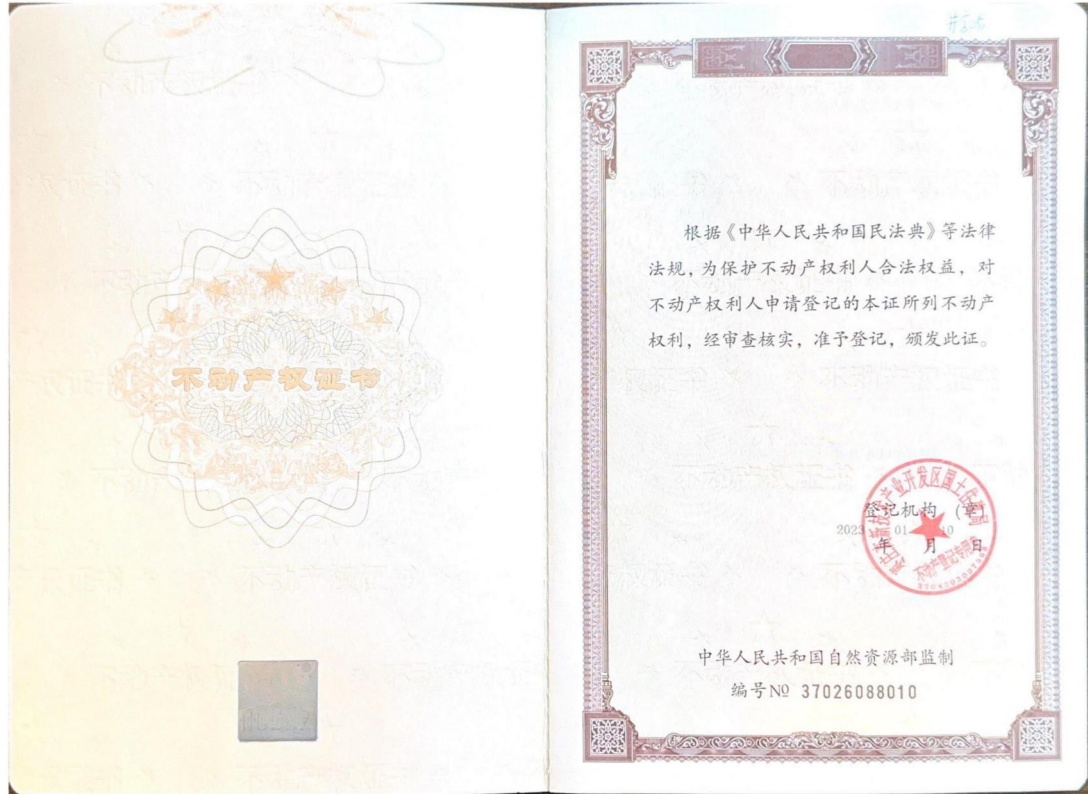 不动产权证书
根据《中华人民共和国民法典》等法律
法规，为保护不动产权利人合法权益，对
不动产权利人申请登记的本证所列不动产
权利，经审查核实，准予登记，颁发此证。
登记机构（章）
2023 01 10
年 月 日
中华人民共和国自然资源部监制
编号№ 37026088010